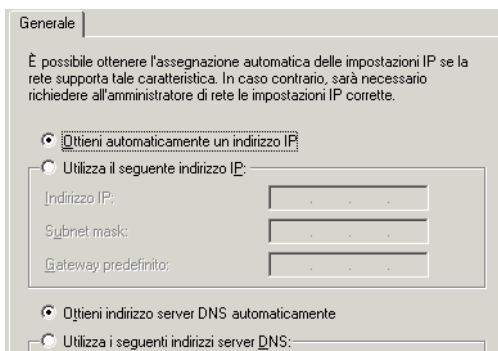 Generale
È possibile ottenere l'assegnazione automatica delle impostazioni IP se la
rete supporta tale caratteristica. In caso contrario, sarà necessario
richiedere all'amministratore di rete le impostazioni IP corrette.
Ottieni automaticamente un indirizzo IP
Utilizza il seguente indirizzo IP:
Indirizzo IP:
Subnet mask:
Gateway predefinito:
Ottieni indirizzo server DNS automaticamente
Utilizza i seguenti indirizzi server DNS: